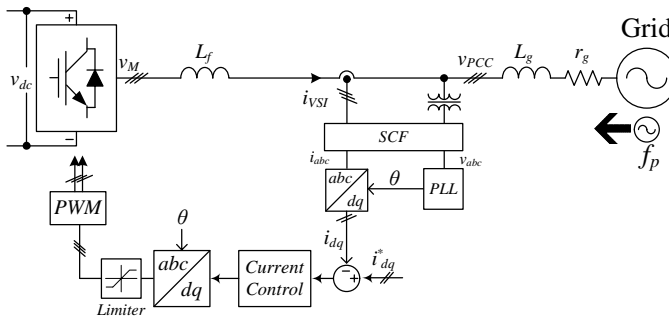 Grid
+
v_dc
v_M
L_f
i_VSI
v_PCC
L_g
r_g
−
f_p
SCF
i_abc
v_abc
abc
dq
θ
PLL
PWM
θ
i_dq
abc
dq
Current
Control
−
+
i*_dq
Limiter